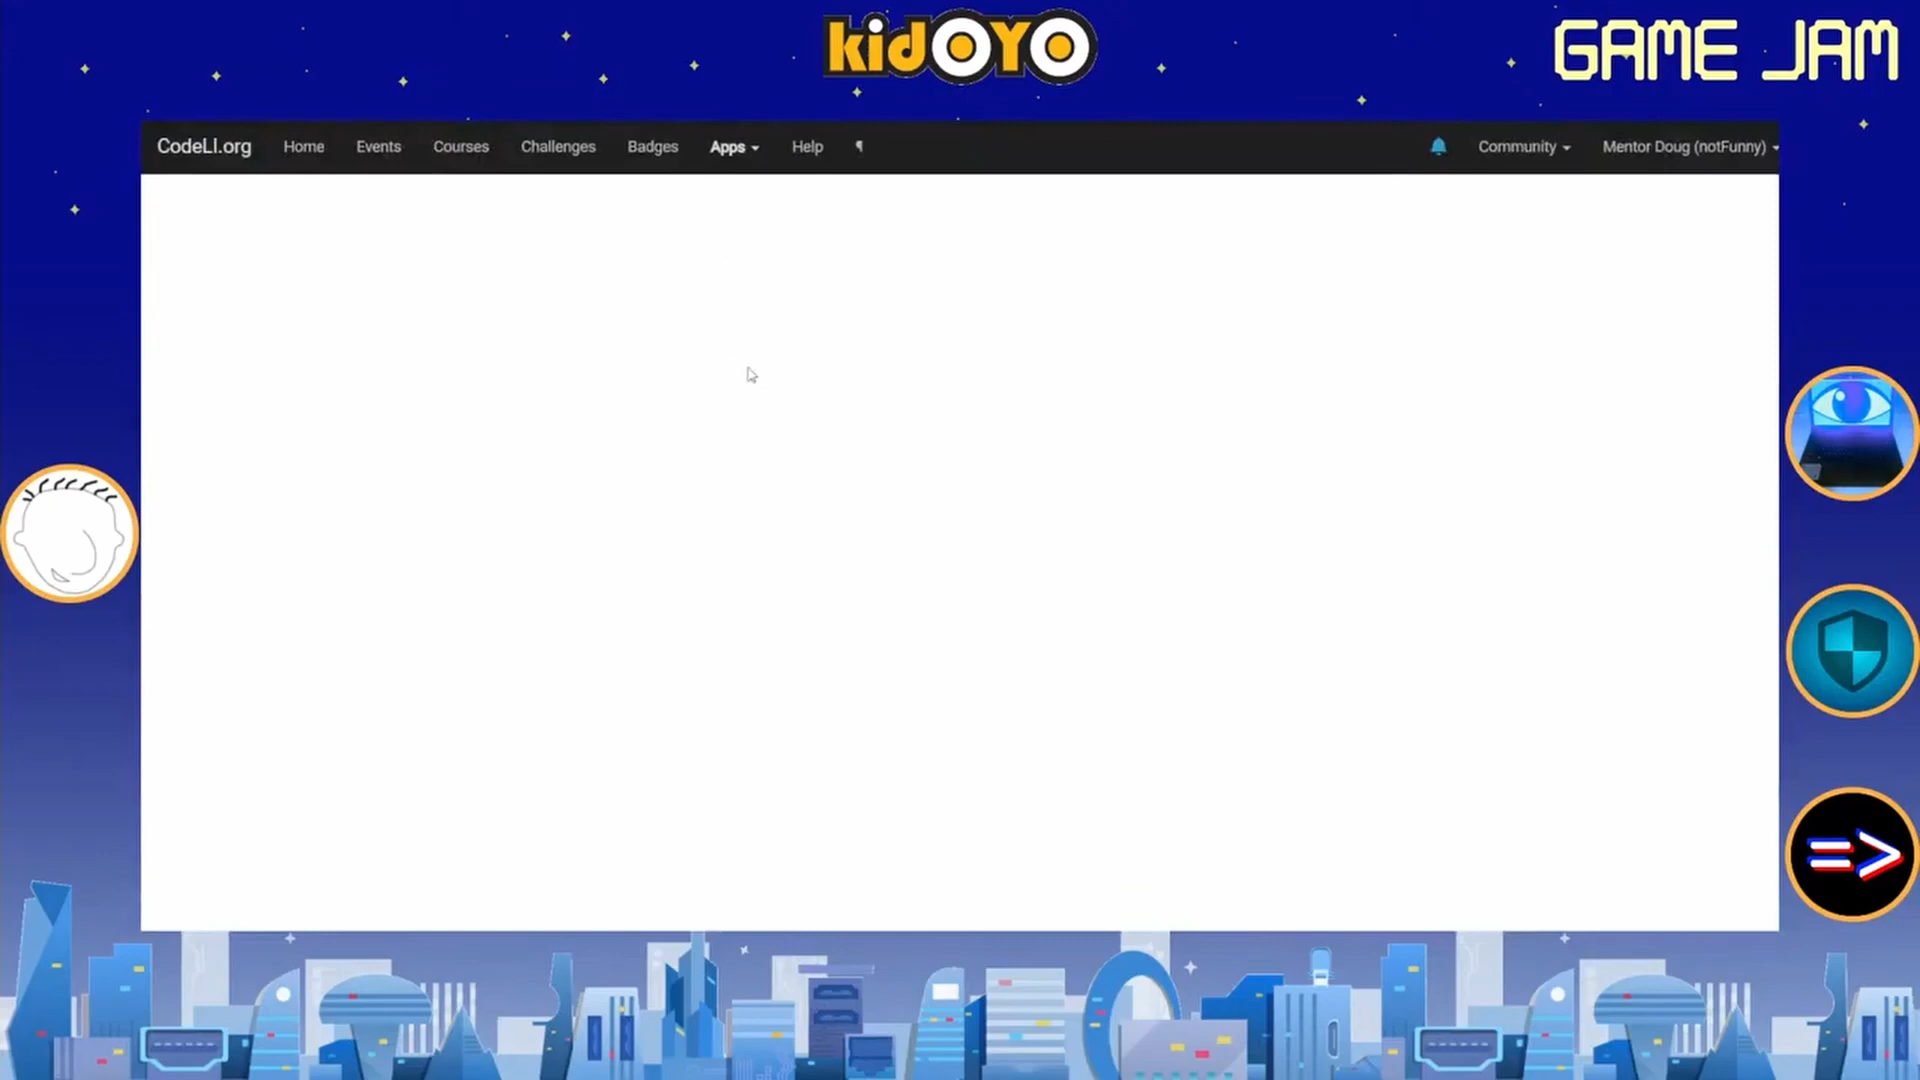 kidOYO
GAME JAM
CodeLI.org Home Events Courses Challenges Badges Apps Help ¶ Community Mentor Doug (notFunny)
=>